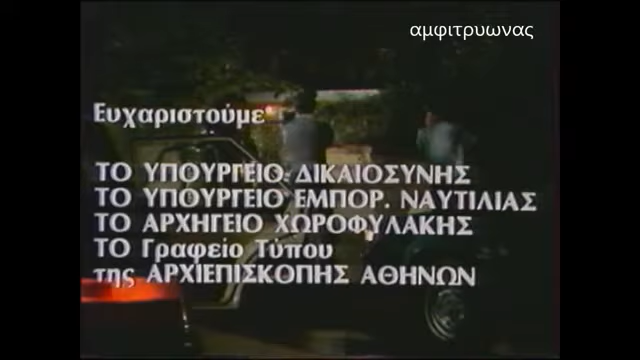 αμφιτρυωνας
Ευχαριστούμε
ΤΟ ΥΠΟΥΡΓΕΙΟ ΔΙΚΑΙΟΣΥΝΗΣ
ΤΟ ΥΠΟΥΡΓΕΙΟ ΕΜΠΟΡ. ΝΑΥΤΙΛΙΑΣ
ΤΟ ΑΡΧΗΓΕΙΟ ΧΩΡΟΦΥΛΑΚΗΣ
ΤΟ Γραφείο Τύπου
της ΑΡΧΙΕΠΙΣΚΟΠΗΣ ΑΘΗΝΩΝ